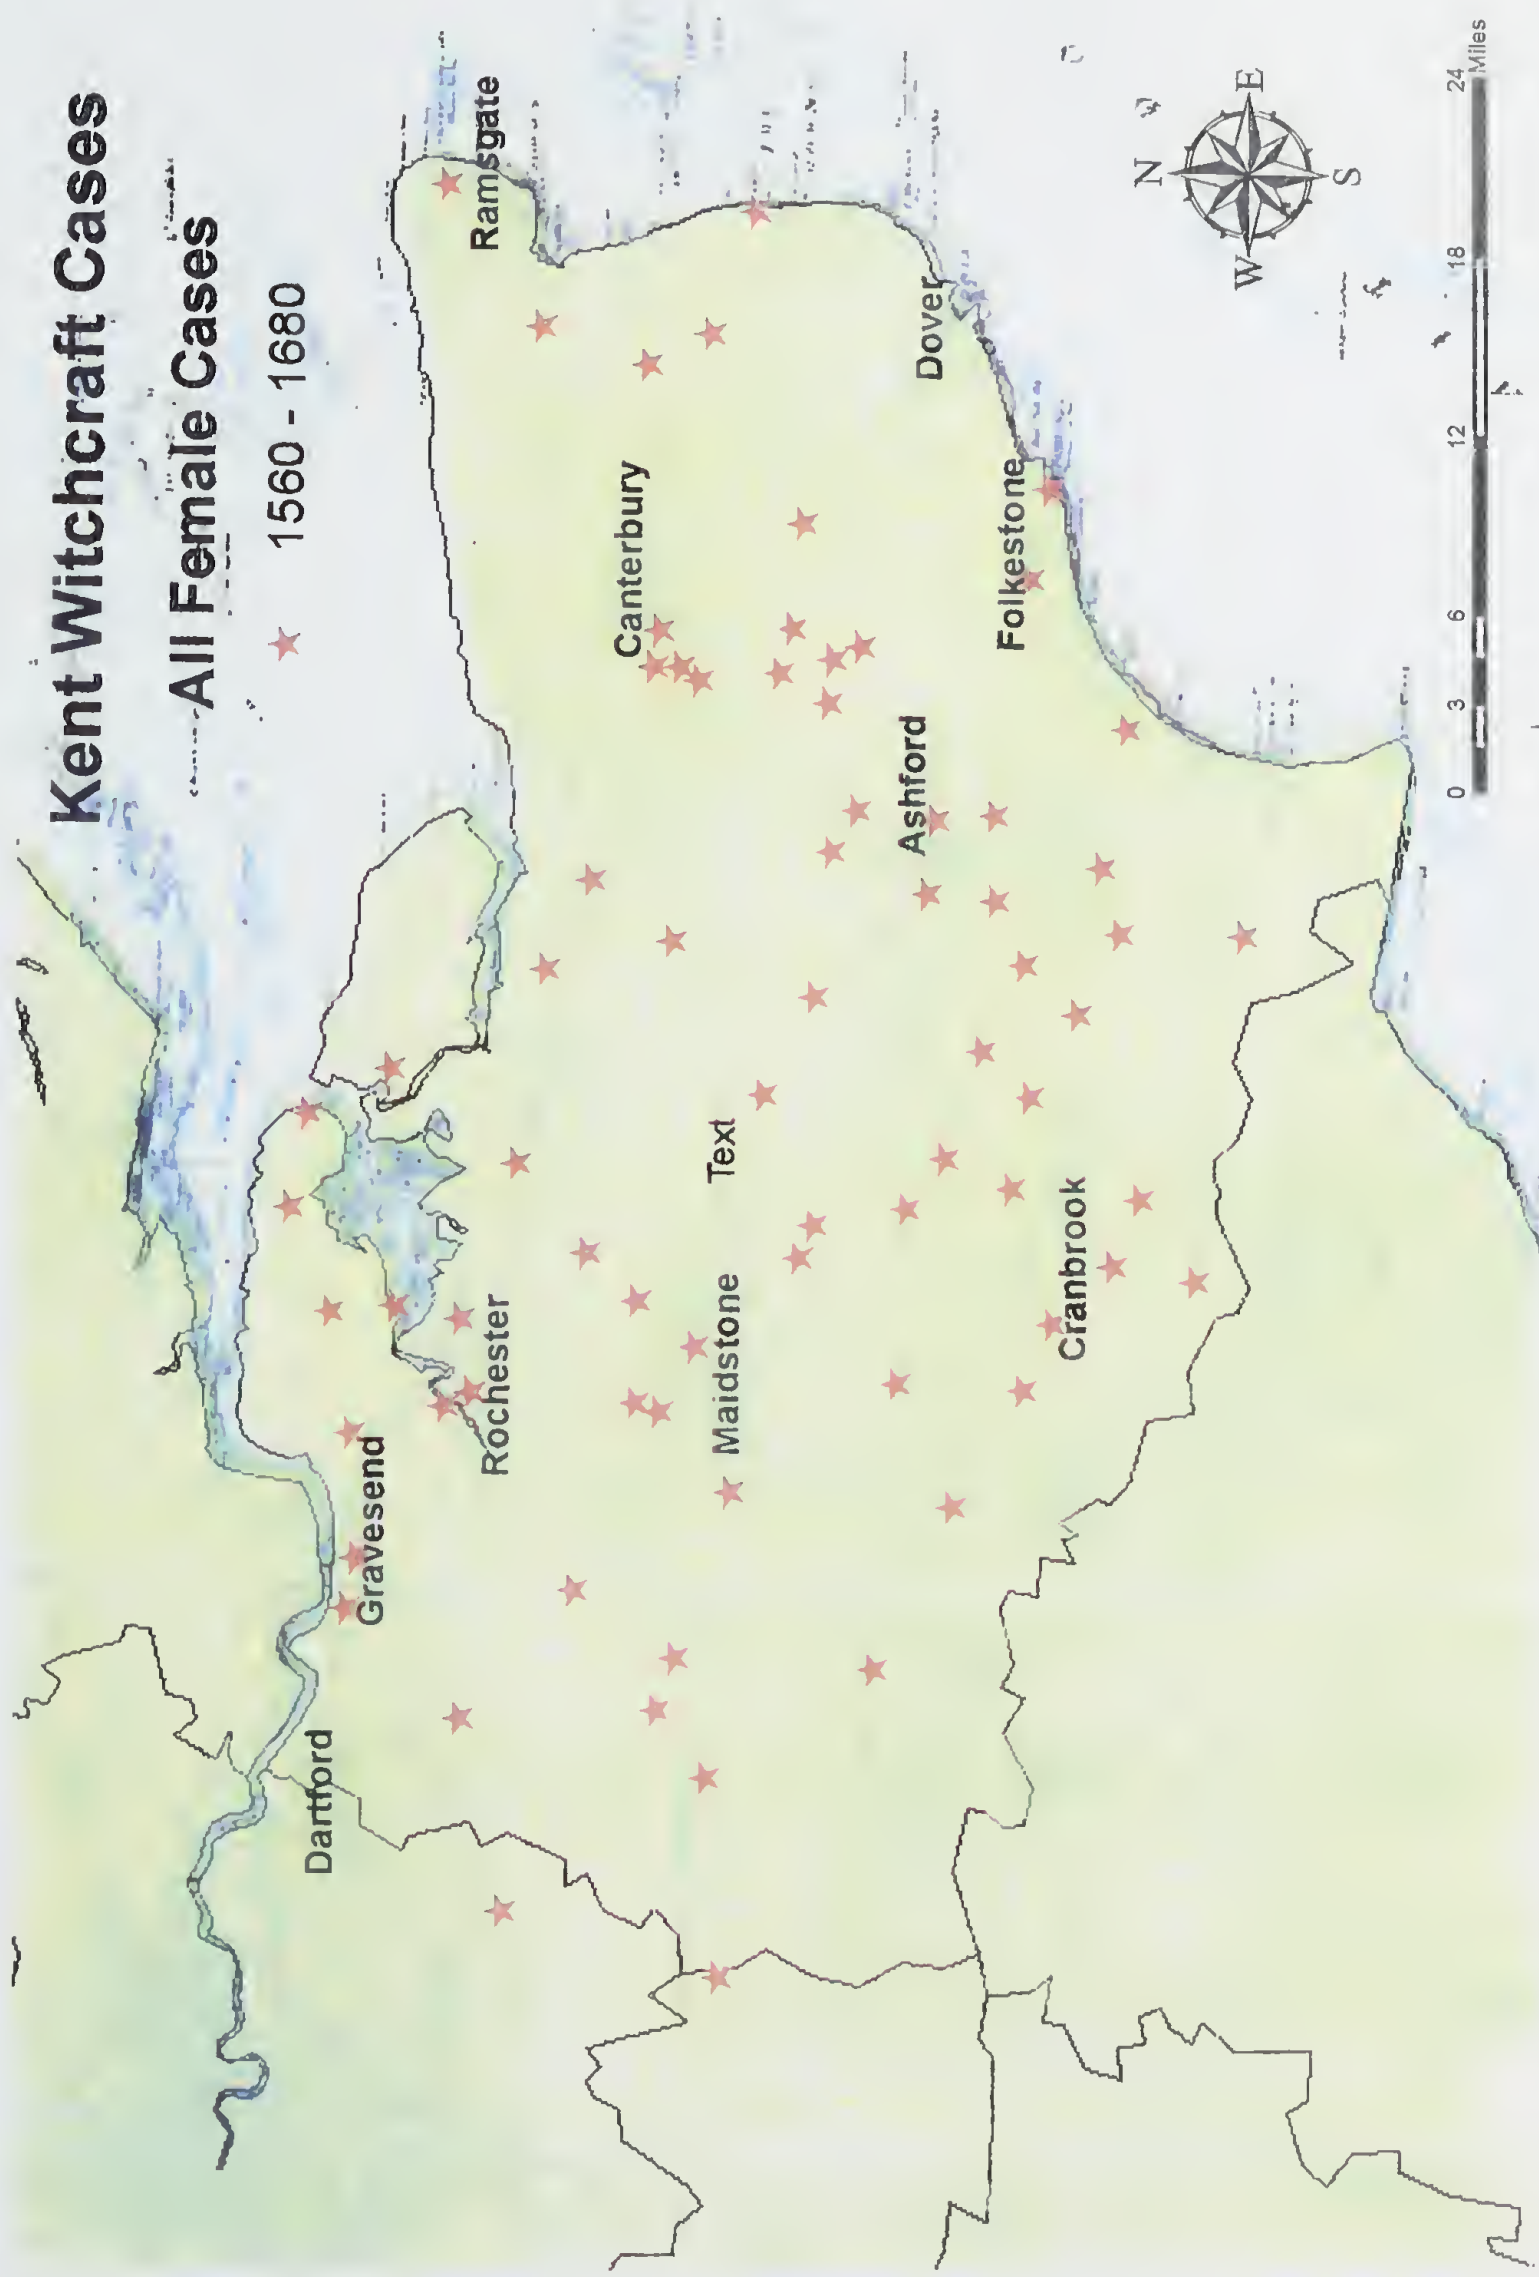 Kent Witchcraft Cases
All Female Cases
1560 - 1680
Dartford
Gravesend
Rochester
Ramsgate
Canterbury
Maidstone
Text
Ashford
Dover
Folkestone
Cranbrook
N
W
E
S
0 3 6 12 18 24
Miles